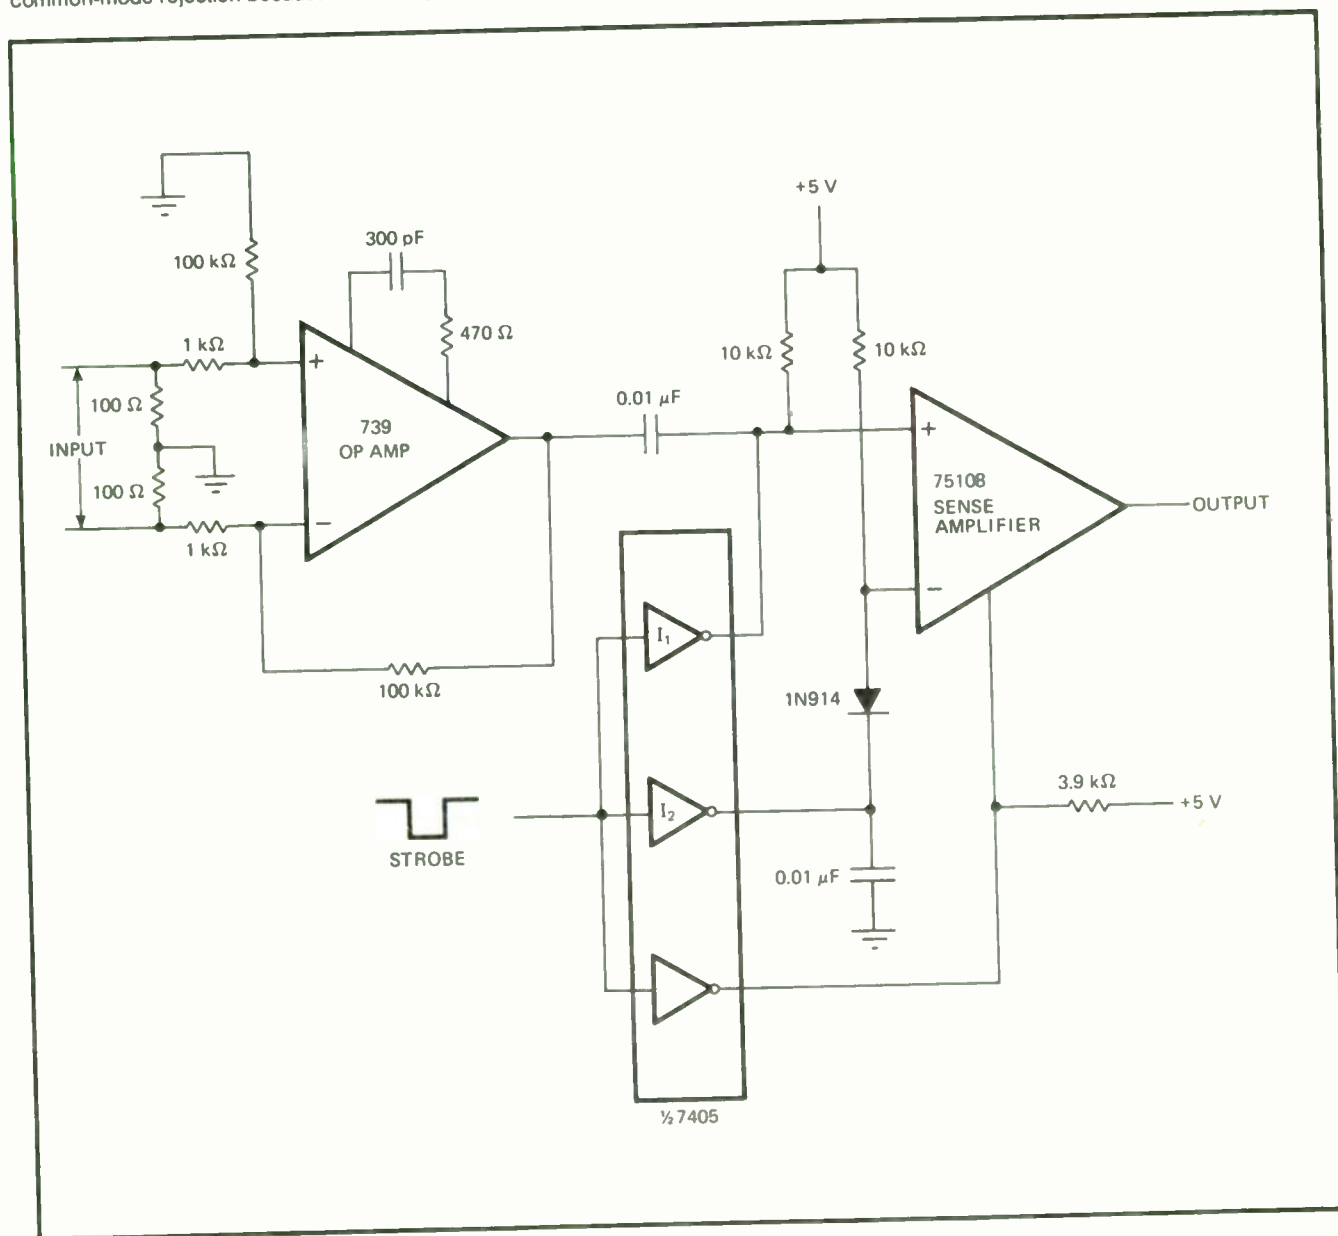 +5 V
300 pF
100 kΩ
470 Ω
1 kΩ
10 kΩ
10 kΩ
+
100 Ω
0.01 µF
739
OP AMP
+
INPUT
75108
SENSE
AMPLIFIER
OUTPUT
100 Ω
−
1 kΩ
−
I₁
100 kΩ
1N914
3.9 kΩ
+5 V
I₂
STROBE
0.01 µF
½ 7405